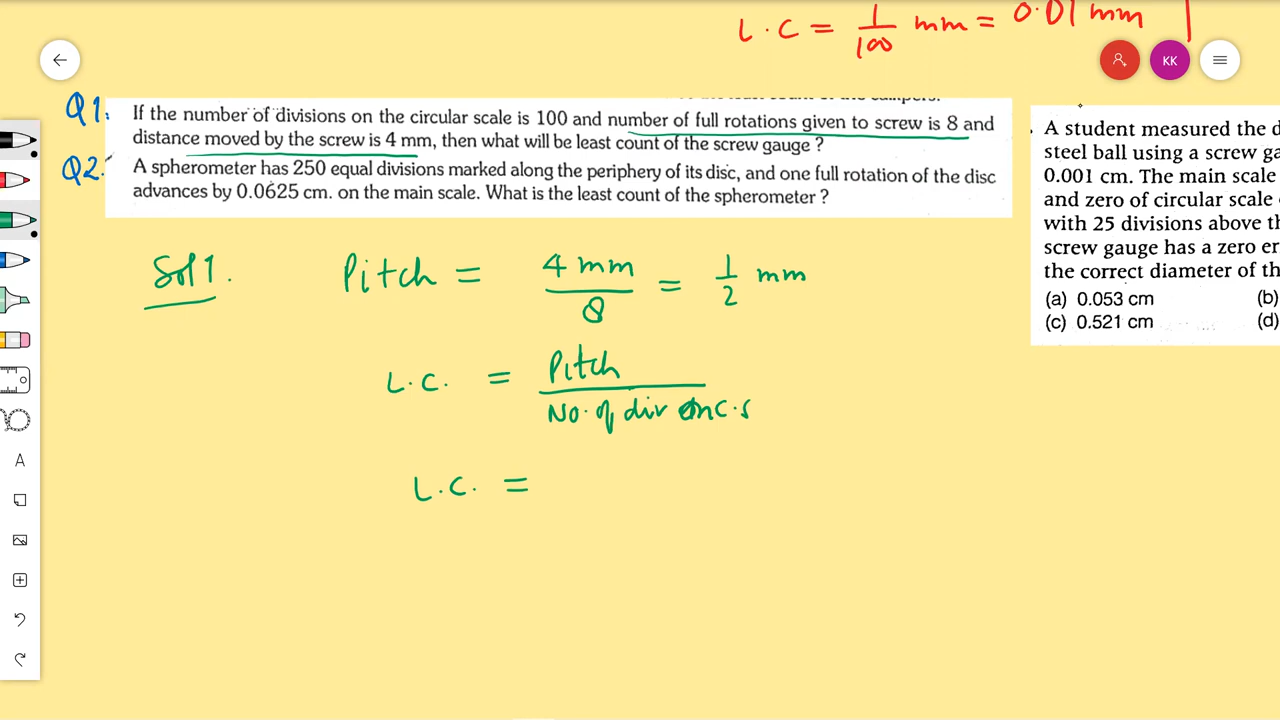 L.C = 1/100 mm = 0.01 mm
KK
Q1. If the number of divisions on the circular scale is 100 and number of full rotations given to screw is 8 and
distance moved by the screw is 4 mm, then what will be least count of the screw gauge ?
Q2. A spherometer has 250 equal divisions marked along the periphery of its disc, and one full rotation of the disc
advances by 0.0625 cm. on the main scale. What is the least count of the spherometer ?
A student measured the d
steel ball using a screw ga
0.001 cm. The main scale
and zero of circular scale
with 25 divisions above th
screw gauge has a zero er
the correct diameter of th
(a) 0.053 cm (b)
(c) 0.521 cm (d)
Sol 1. Pitch = 4 mm/8 = 1/2 mm
L.C. = Pitch/No. of div on C.S
L.C. =
A